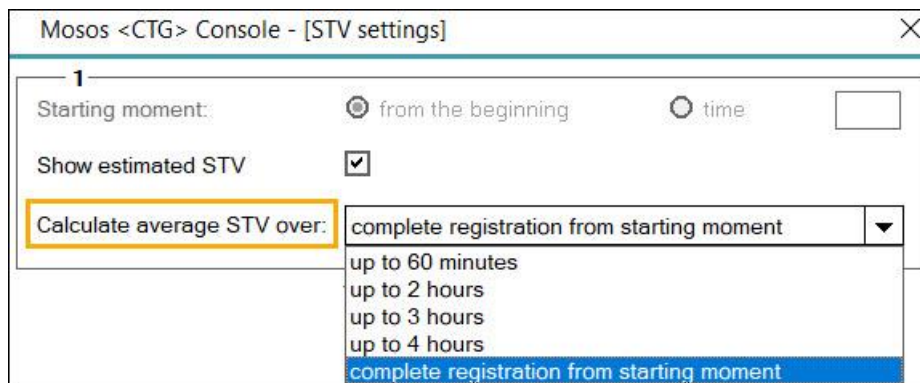 Mosos <CTG> Console - [STV settings]
1
Starting moment: from the beginning time
Show estimated STV
Calculate average STV over: complete registration from starting moment
up to 60 minutes
up to 2 hours
up to 3 hours
up to 4 hours
complete registration from starting moment